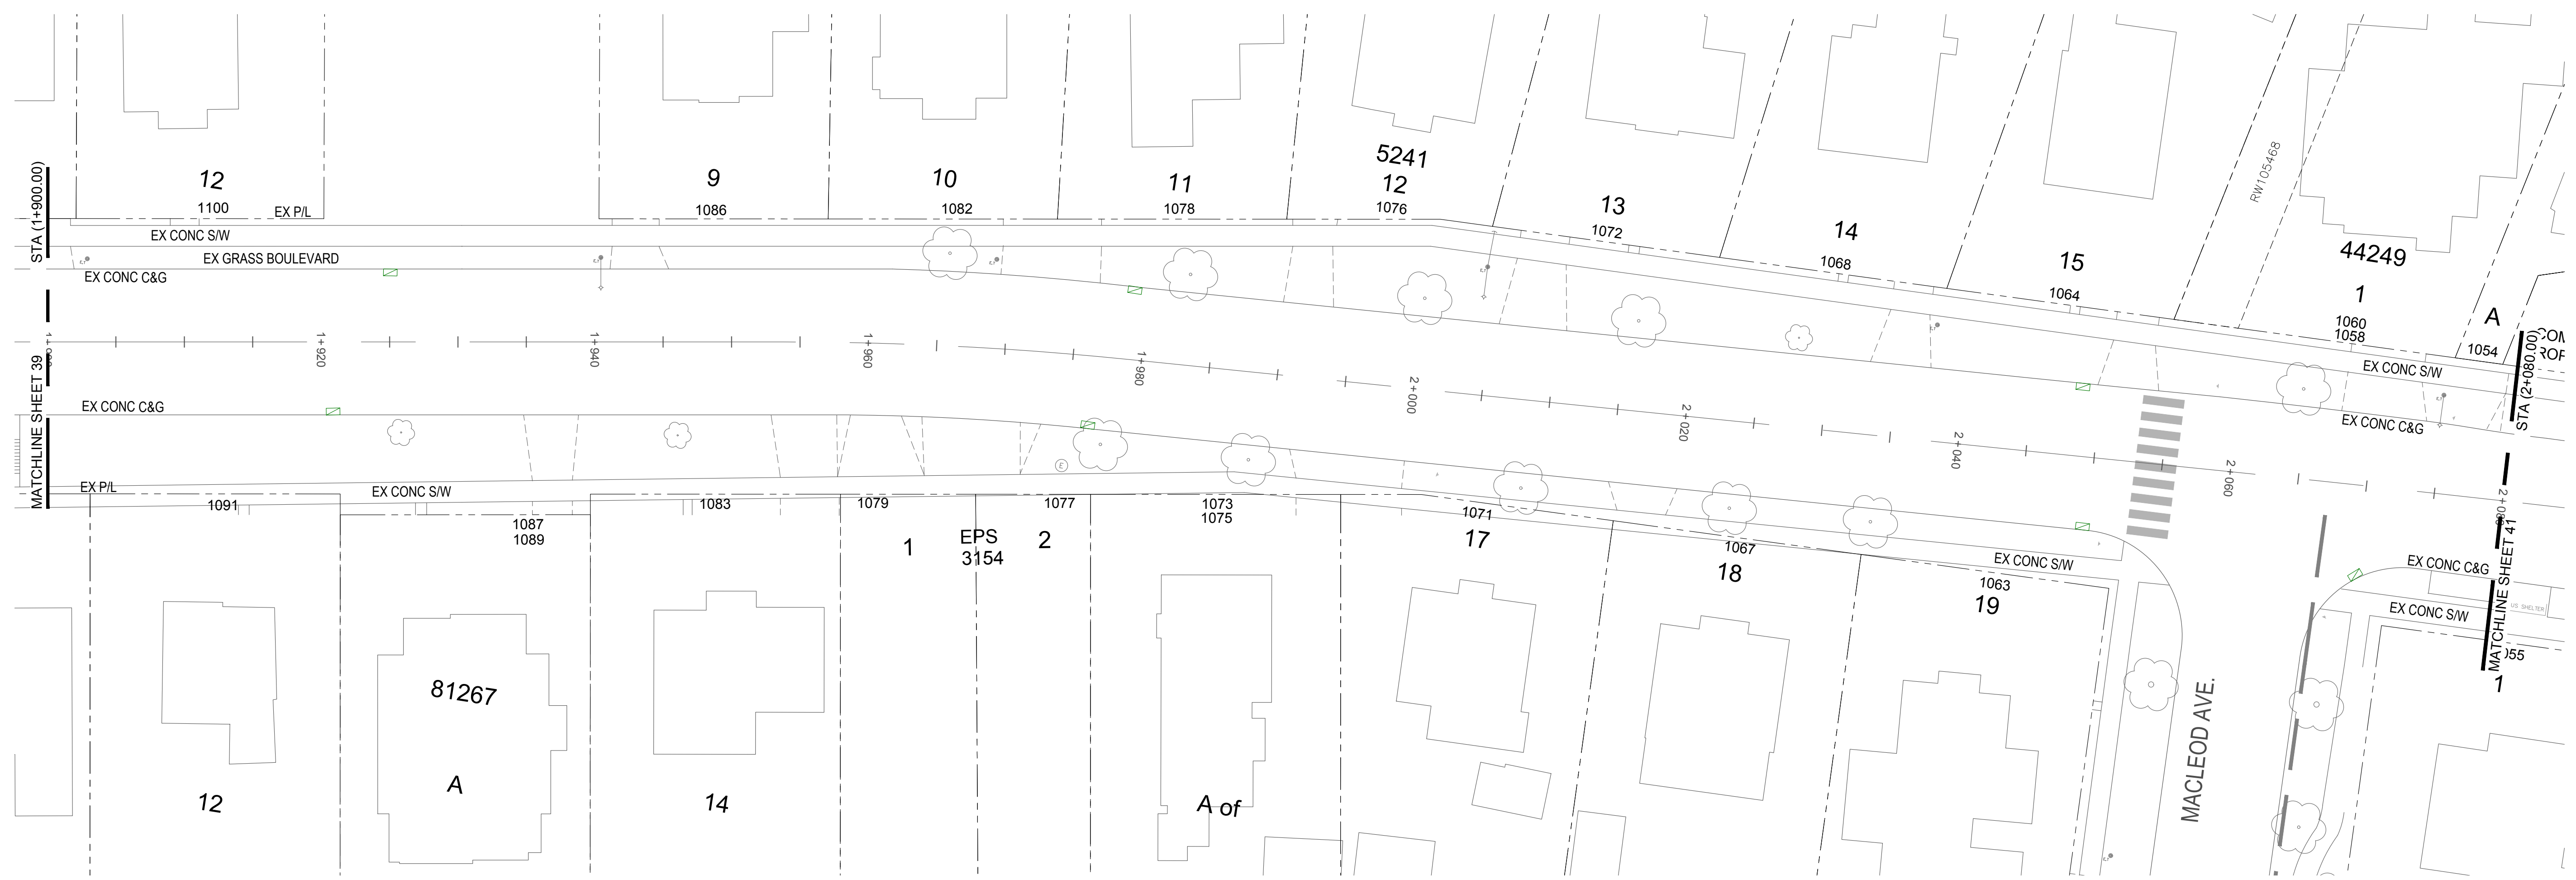 5241
12
9
10
11
12
13
14
15
44249
1
A
RW105468
1100
EX P/L
1086
1082
1078
1076
1072
1068
1064
1060
1058
1054
STA (1+900.00)
EX CONC S/W
EX GRASS BOULEVARD
EX CONC C&G
EX CONC S/W
EX CONC C&G
STA (2+080.00)
1+920
1+940
1+960
1+980
2+000
2+020
2+040
2+060
MATCHLINE SHEET 39
EX CONC C&G
EX P/L
EX CONC S/W
1091
1087
1089
1083
1079
1077
1073
1075
1071
1067
1063
EX CONC S/W
EX CONC C&G
EX CONC S/W
MATCHLINE SHEET 41
1
EPS
3154
2
17
18
19
1
81267
A
12
14
A of
MACLEOD AVE.